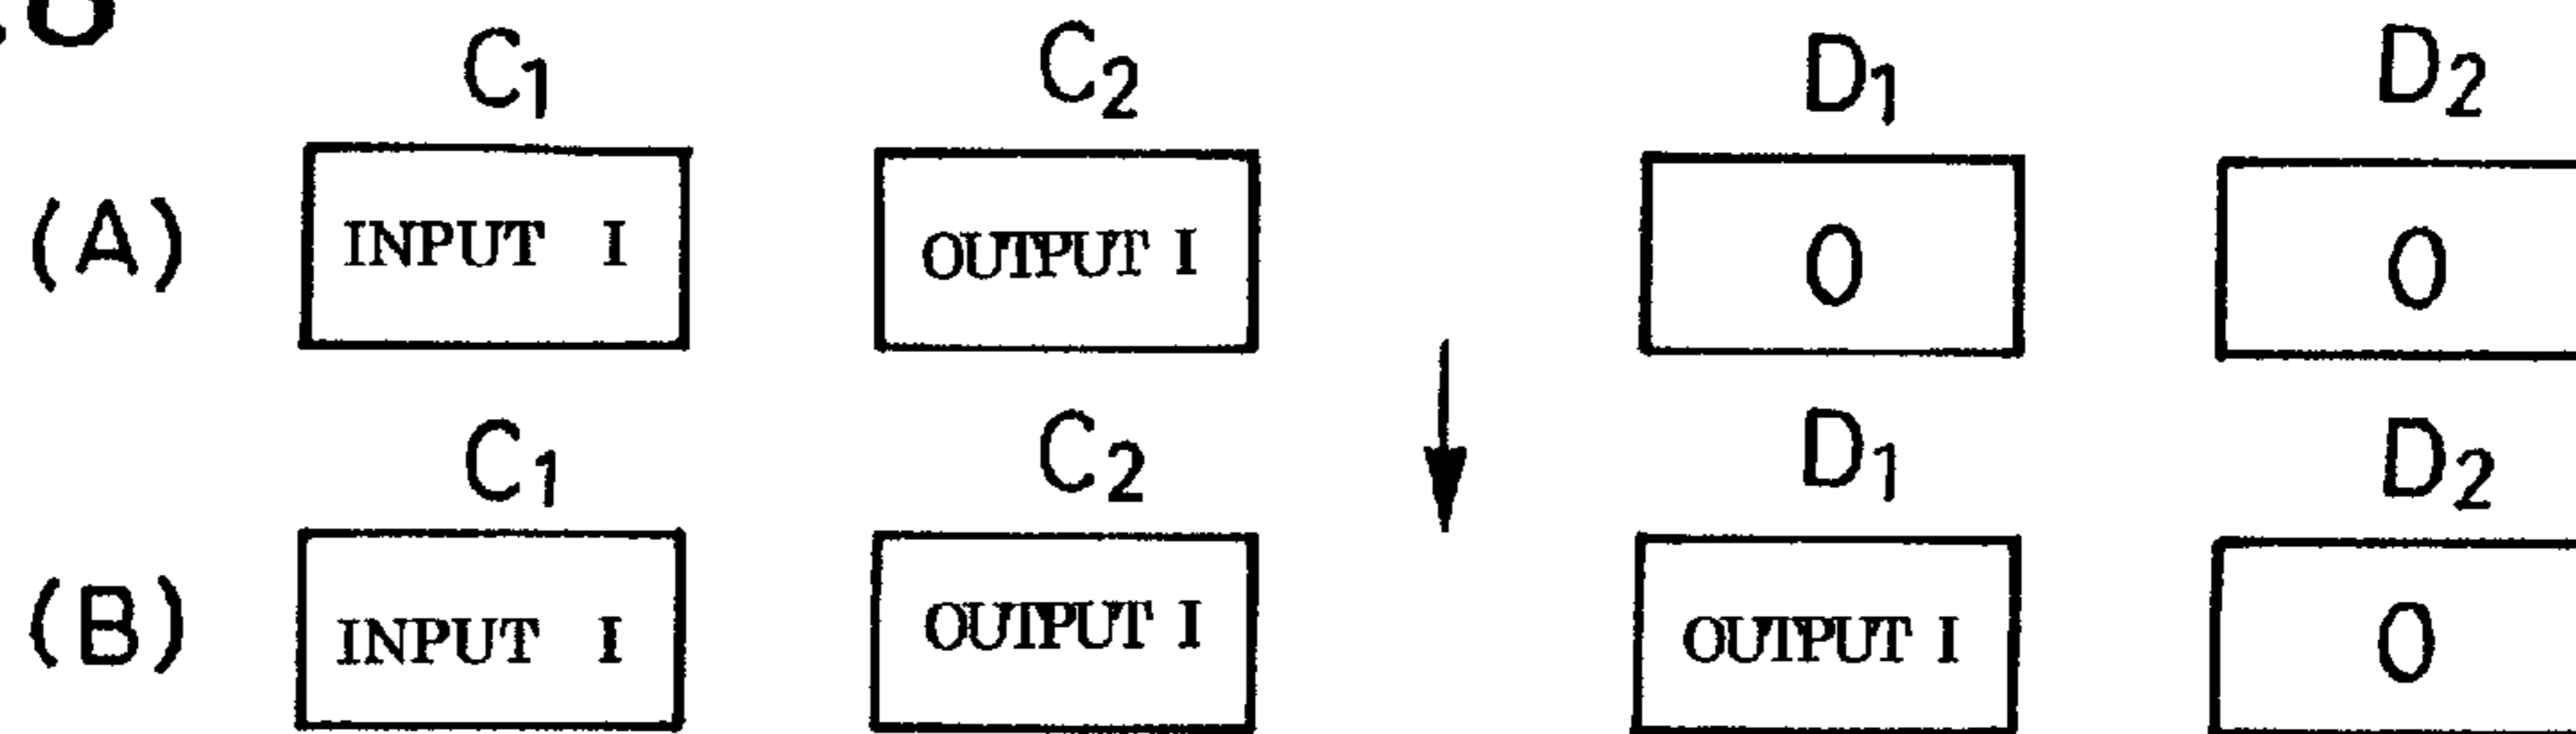 C1 C2 D1 D2
(A) INPUT I OUTPUT I 0 0
C1 C2 D1 D2
(B) INPUT I OUTPUT I OUTPUT I 0